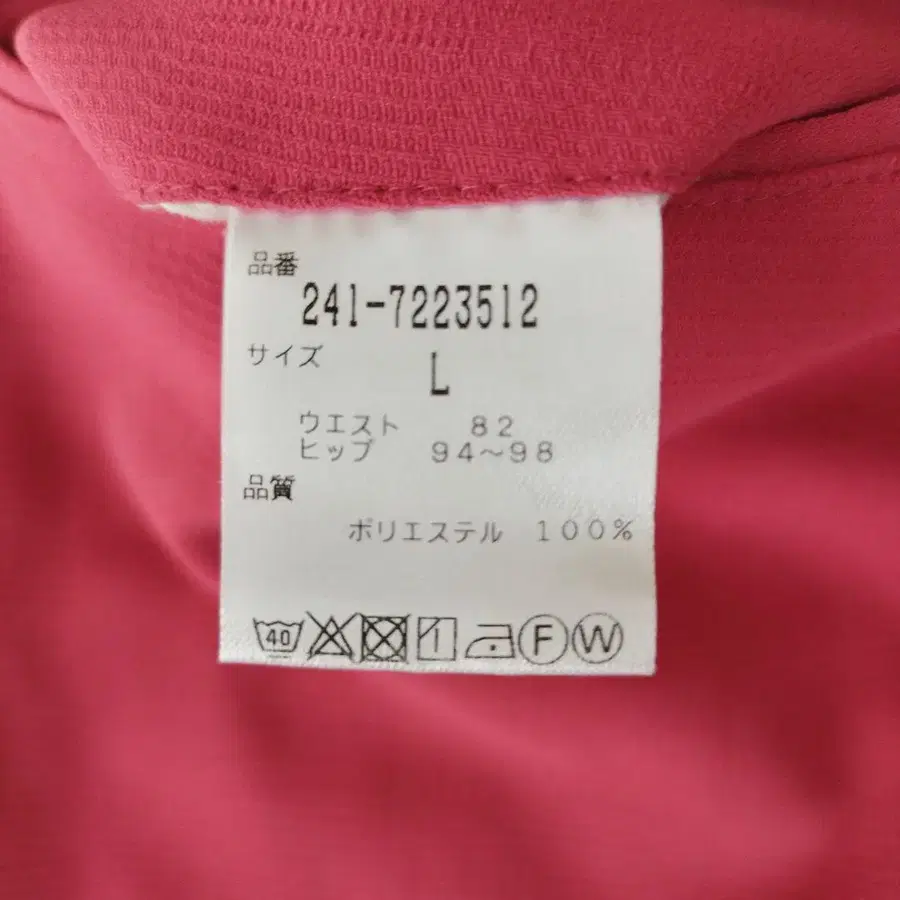 品番
241-7223512
サイズ
L
ウエスト 82
ヒップ 94～98
品質
ポリエステル 100%
40 F W